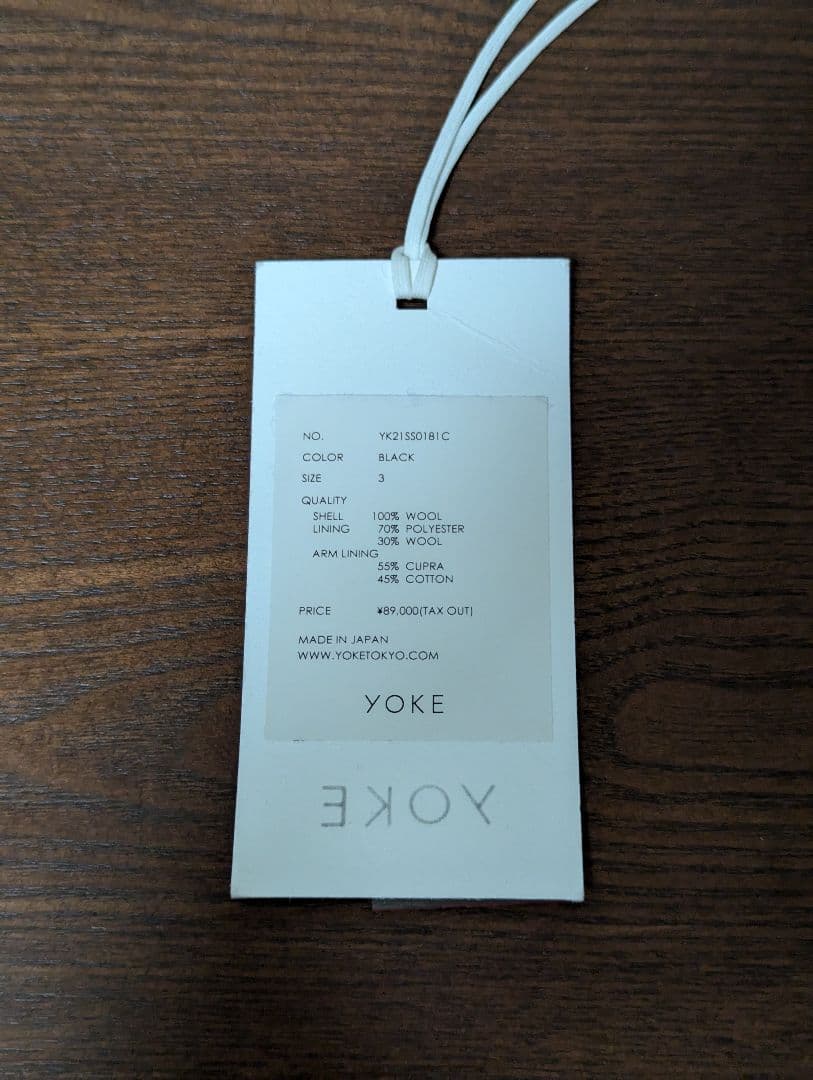 NO. YK21SS0181C
COLOR BLACK
SIZE 3
QUALITY
SHELL 100% WOOL
LINING 70% POLYESTER
30% WOOL
ARM LINING
55% CUPRA
45% COTTON
PRICE ¥89,000(TAX OUT)
MADE IN JAPAN
WWW.YOKETOKYO.COM
YOKE
YOKE